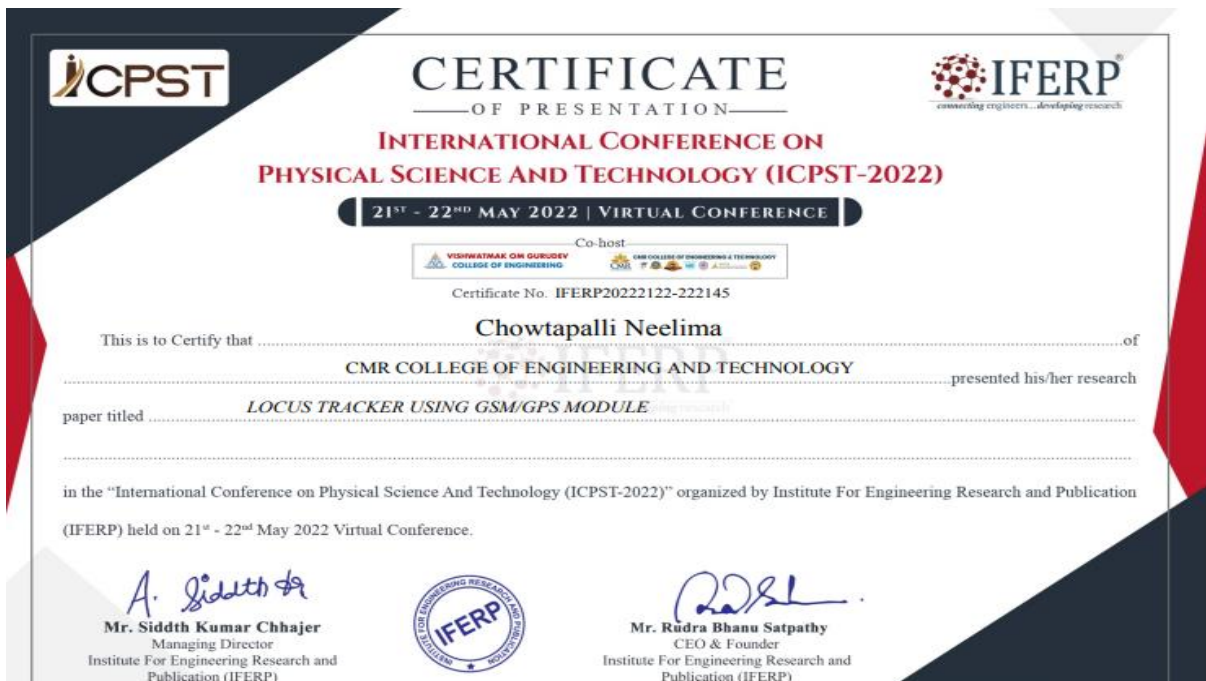 iCPST
CERTIFICATE
OF PRESENTATION
IFERP
connecting engineers...developing research
INTERNATIONAL CONFERENCE ON
PHYSICAL SCIENCE AND TECHNOLOGY (ICPST-2022)
21ST - 22ND MAY 2022 | VIRTUAL CONFERENCE
Co-host
VISHWATMAK OM GURUDEV
COLLEGE OF ENGINEERING
CMR COLLEGE OF ENGINEERING & TECHNOLOGY
CMR
Certificate No. IFERP20222122-222145
This is to Certify that Chowtapalli Neelima of
CMR COLLEGE OF ENGINEERING AND TECHNOLOGY presented his/her research
paper titled LOCUS TRACKER USING GSM/GPS MODULE
in the “International Conference on Physical Science And Technology (ICPST-2022)” organized by Institute For Engineering Research and Publication
(IFERP) held on 21st - 22nd May 2022 Virtual Conference.
A. Siddth
Mr. Siddth Kumar Chhajer
Managing Director
Institute For Engineering Research and
Publication (IFERP)
INSTITUTE FOR ENGINEERING RESEARCH AND PUBLICATION
IFERP
Mr. Rudra Bhanu Satpathy
CEO & Founder
Institute For Engineering Research and
Publication (IFERP)